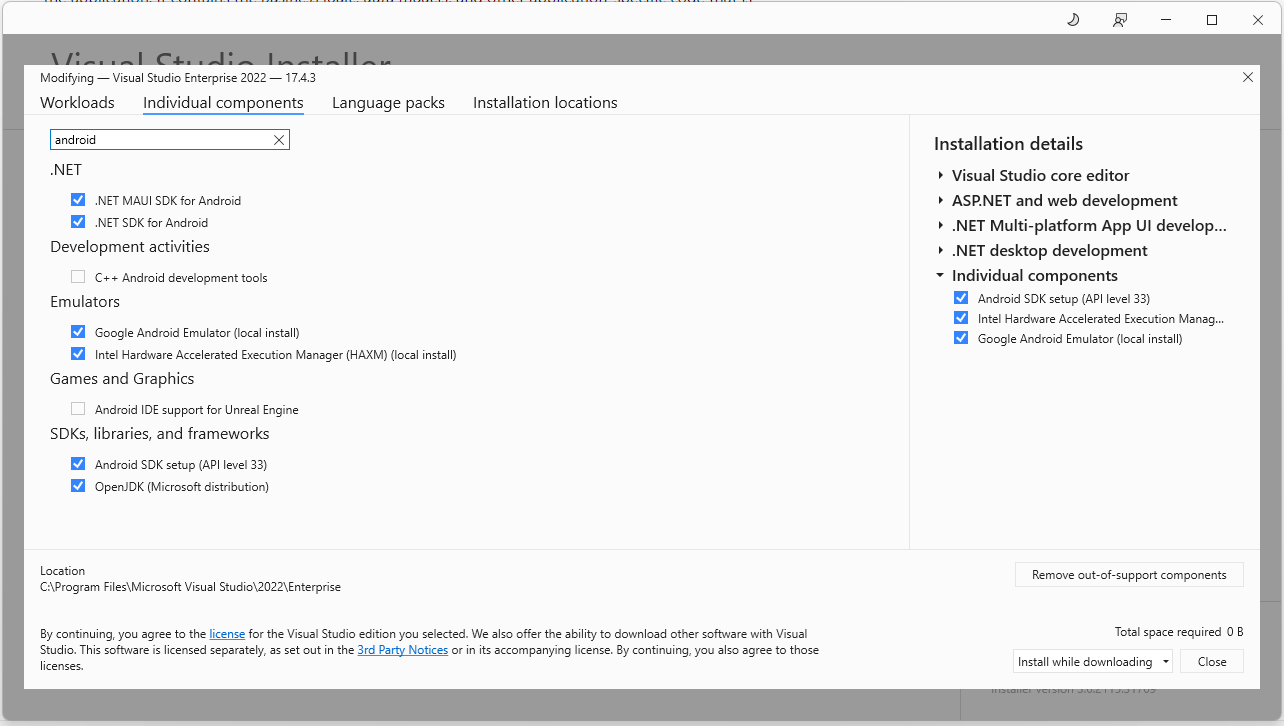 Visual Studio Installer
Modifying — Visual Studio Enterprise 2022 — 17.4.3
Workloads
Individual components
Language packs
Installation locations
android
.NET
.NET MAUI SDK for Android
.NET SDK for Android
Development activities
C++ Android development tools
Emulators
Google Android Emulator (local install)
Intel Hardware Accelerated Execution Manager (HAXM) (local install)
Games and Graphics
Android IDE support for Unreal Engine
SDKs, libraries, and frameworks
Android SDK setup (API level 33)
OpenJDK (Microsoft distribution)
Installation details
Visual Studio core editor
ASP.NET and web development
.NET Multi-platform App UI develop...
.NET desktop development
Individual components
Android SDK setup (API level 33)
Intel Hardware Accelerated Execution Manag...
Google Android Emulator (local install)
Location
C:\Program Files\Microsoft Visual Studio\2022\Enterprise
Remove out-of-support components
By continuing, you agree to the license for the Visual Studio edition you selected. We also offer the ability to download other software with Visual
Studio. This software is licensed separately, as set out in the 3rd Party Notices or in its accompanying license. By continuing, you also agree to those
licenses.
Total space required 0 B
Install while downloading
Close